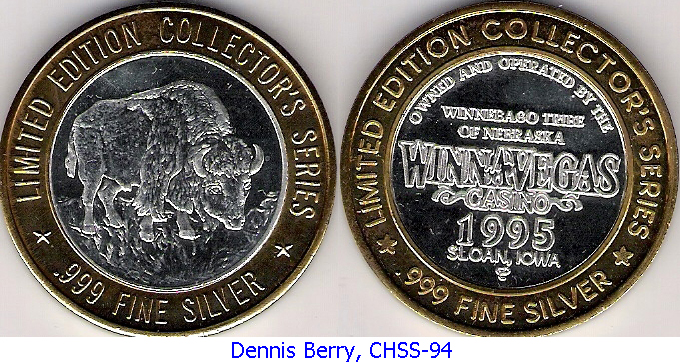 LIMITED EDITION COLLECTOR'S SERIES
.999 FINE SILVER
LIMITED EDITION COLLECTOR'S SERIES
OWNED AND OPERATED BY THE
WINNEBAGO TRIBE
OF NEBRASKA
WINNAVEGAS
CASINO
1995
SLOAN, IOWA
.999 FINE SILVER
Dennis Berry, CHSS-94